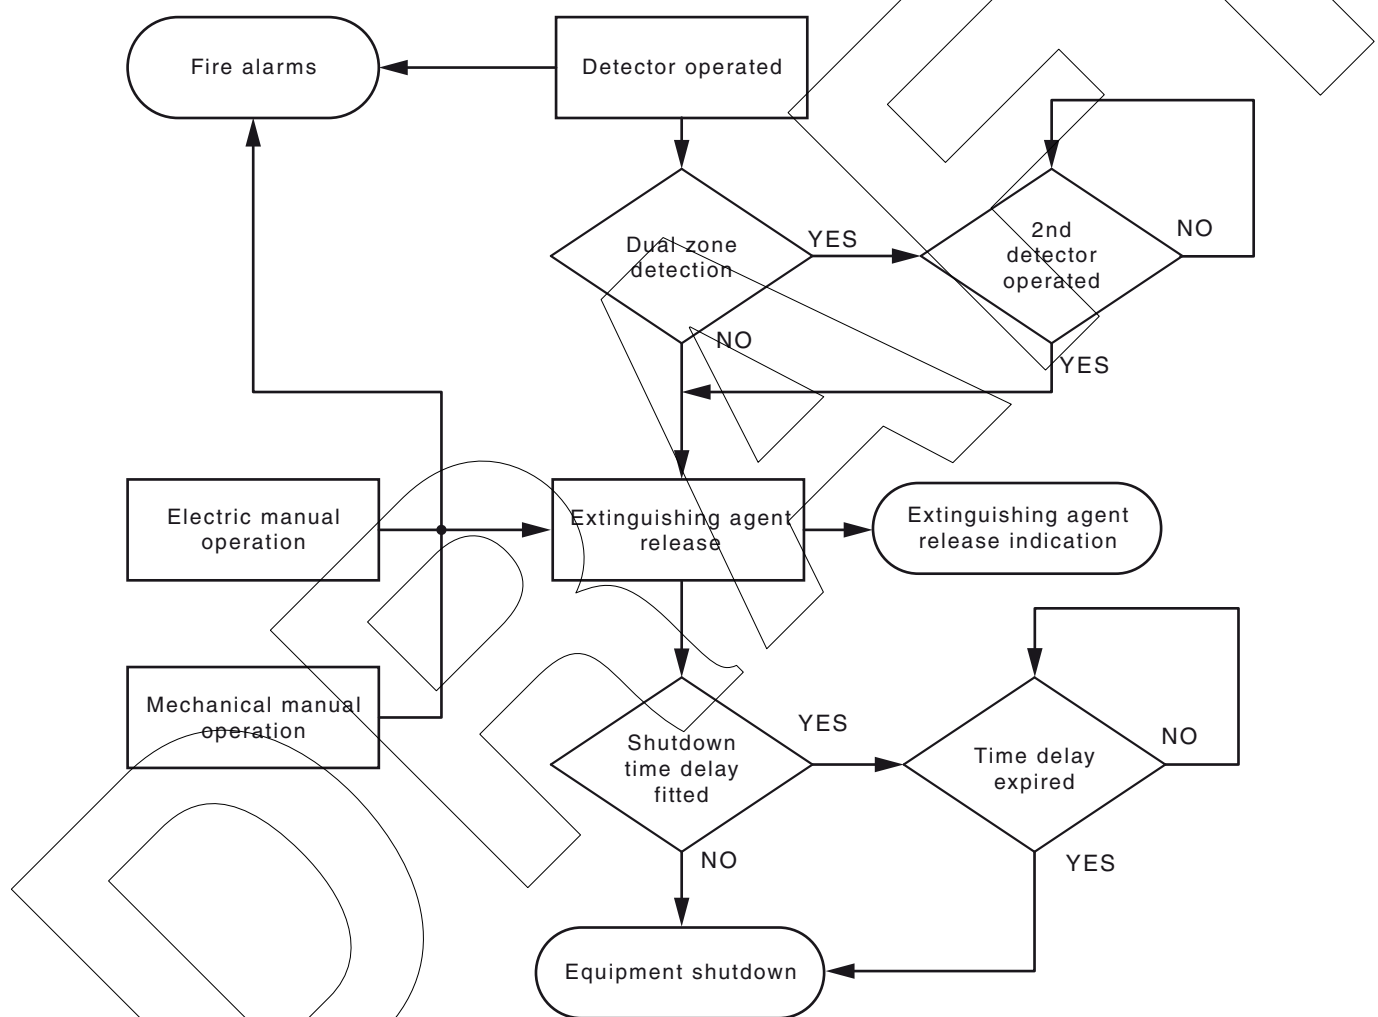 Fire alarms
Detector operated
Dual zone
detection
YES
2nd
detector
operated
NO
NO
YES
Electric manual
operation
Extinguishing agent
release
Extinguishing agent
release indication
Mechanical manual
operation
Shutdown
time delay
fitted
YES
Time delay
expired
NO
NO
YES
Equipment shutdown